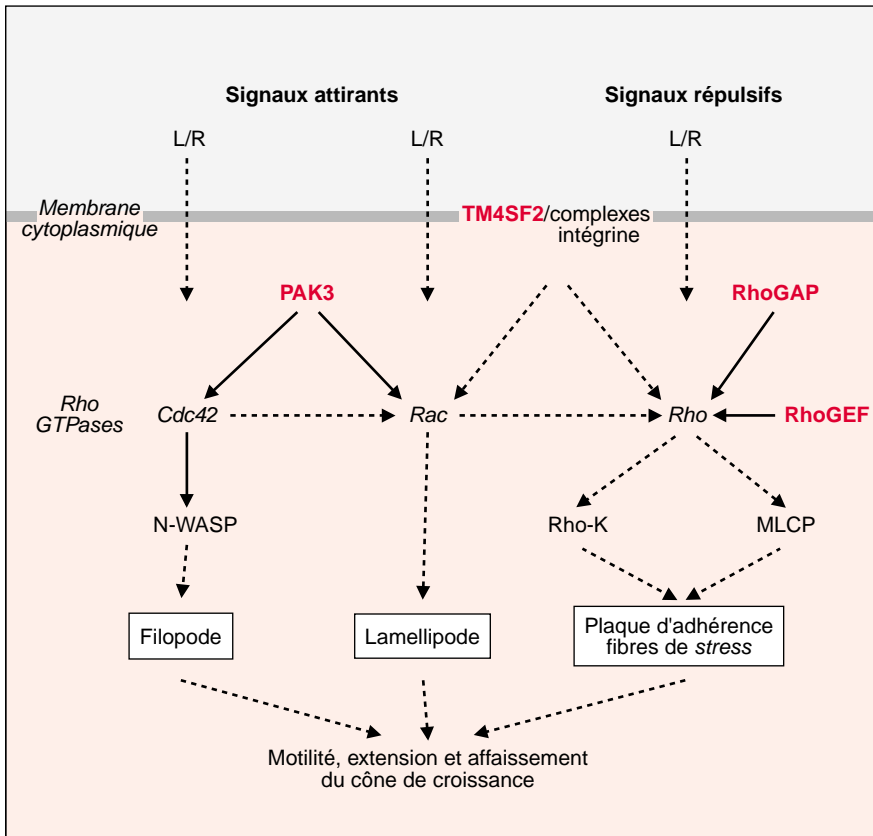 Signaux attirants
Signaux répulsifs
L/R
L/R
L/R
Membrane
cytoplasmique
TM4SF2/complexes
intégrine
PAK3
RhoGAP
Rho
GTPases
Cdc42
Rac
Rho
RhoGEF
N-WASP
Rho-K
MLCP
Filopode
Lamellipode
Plaque d'adhérence
fibres de stress
Motilité, extension et affaissement
du cône de croissance